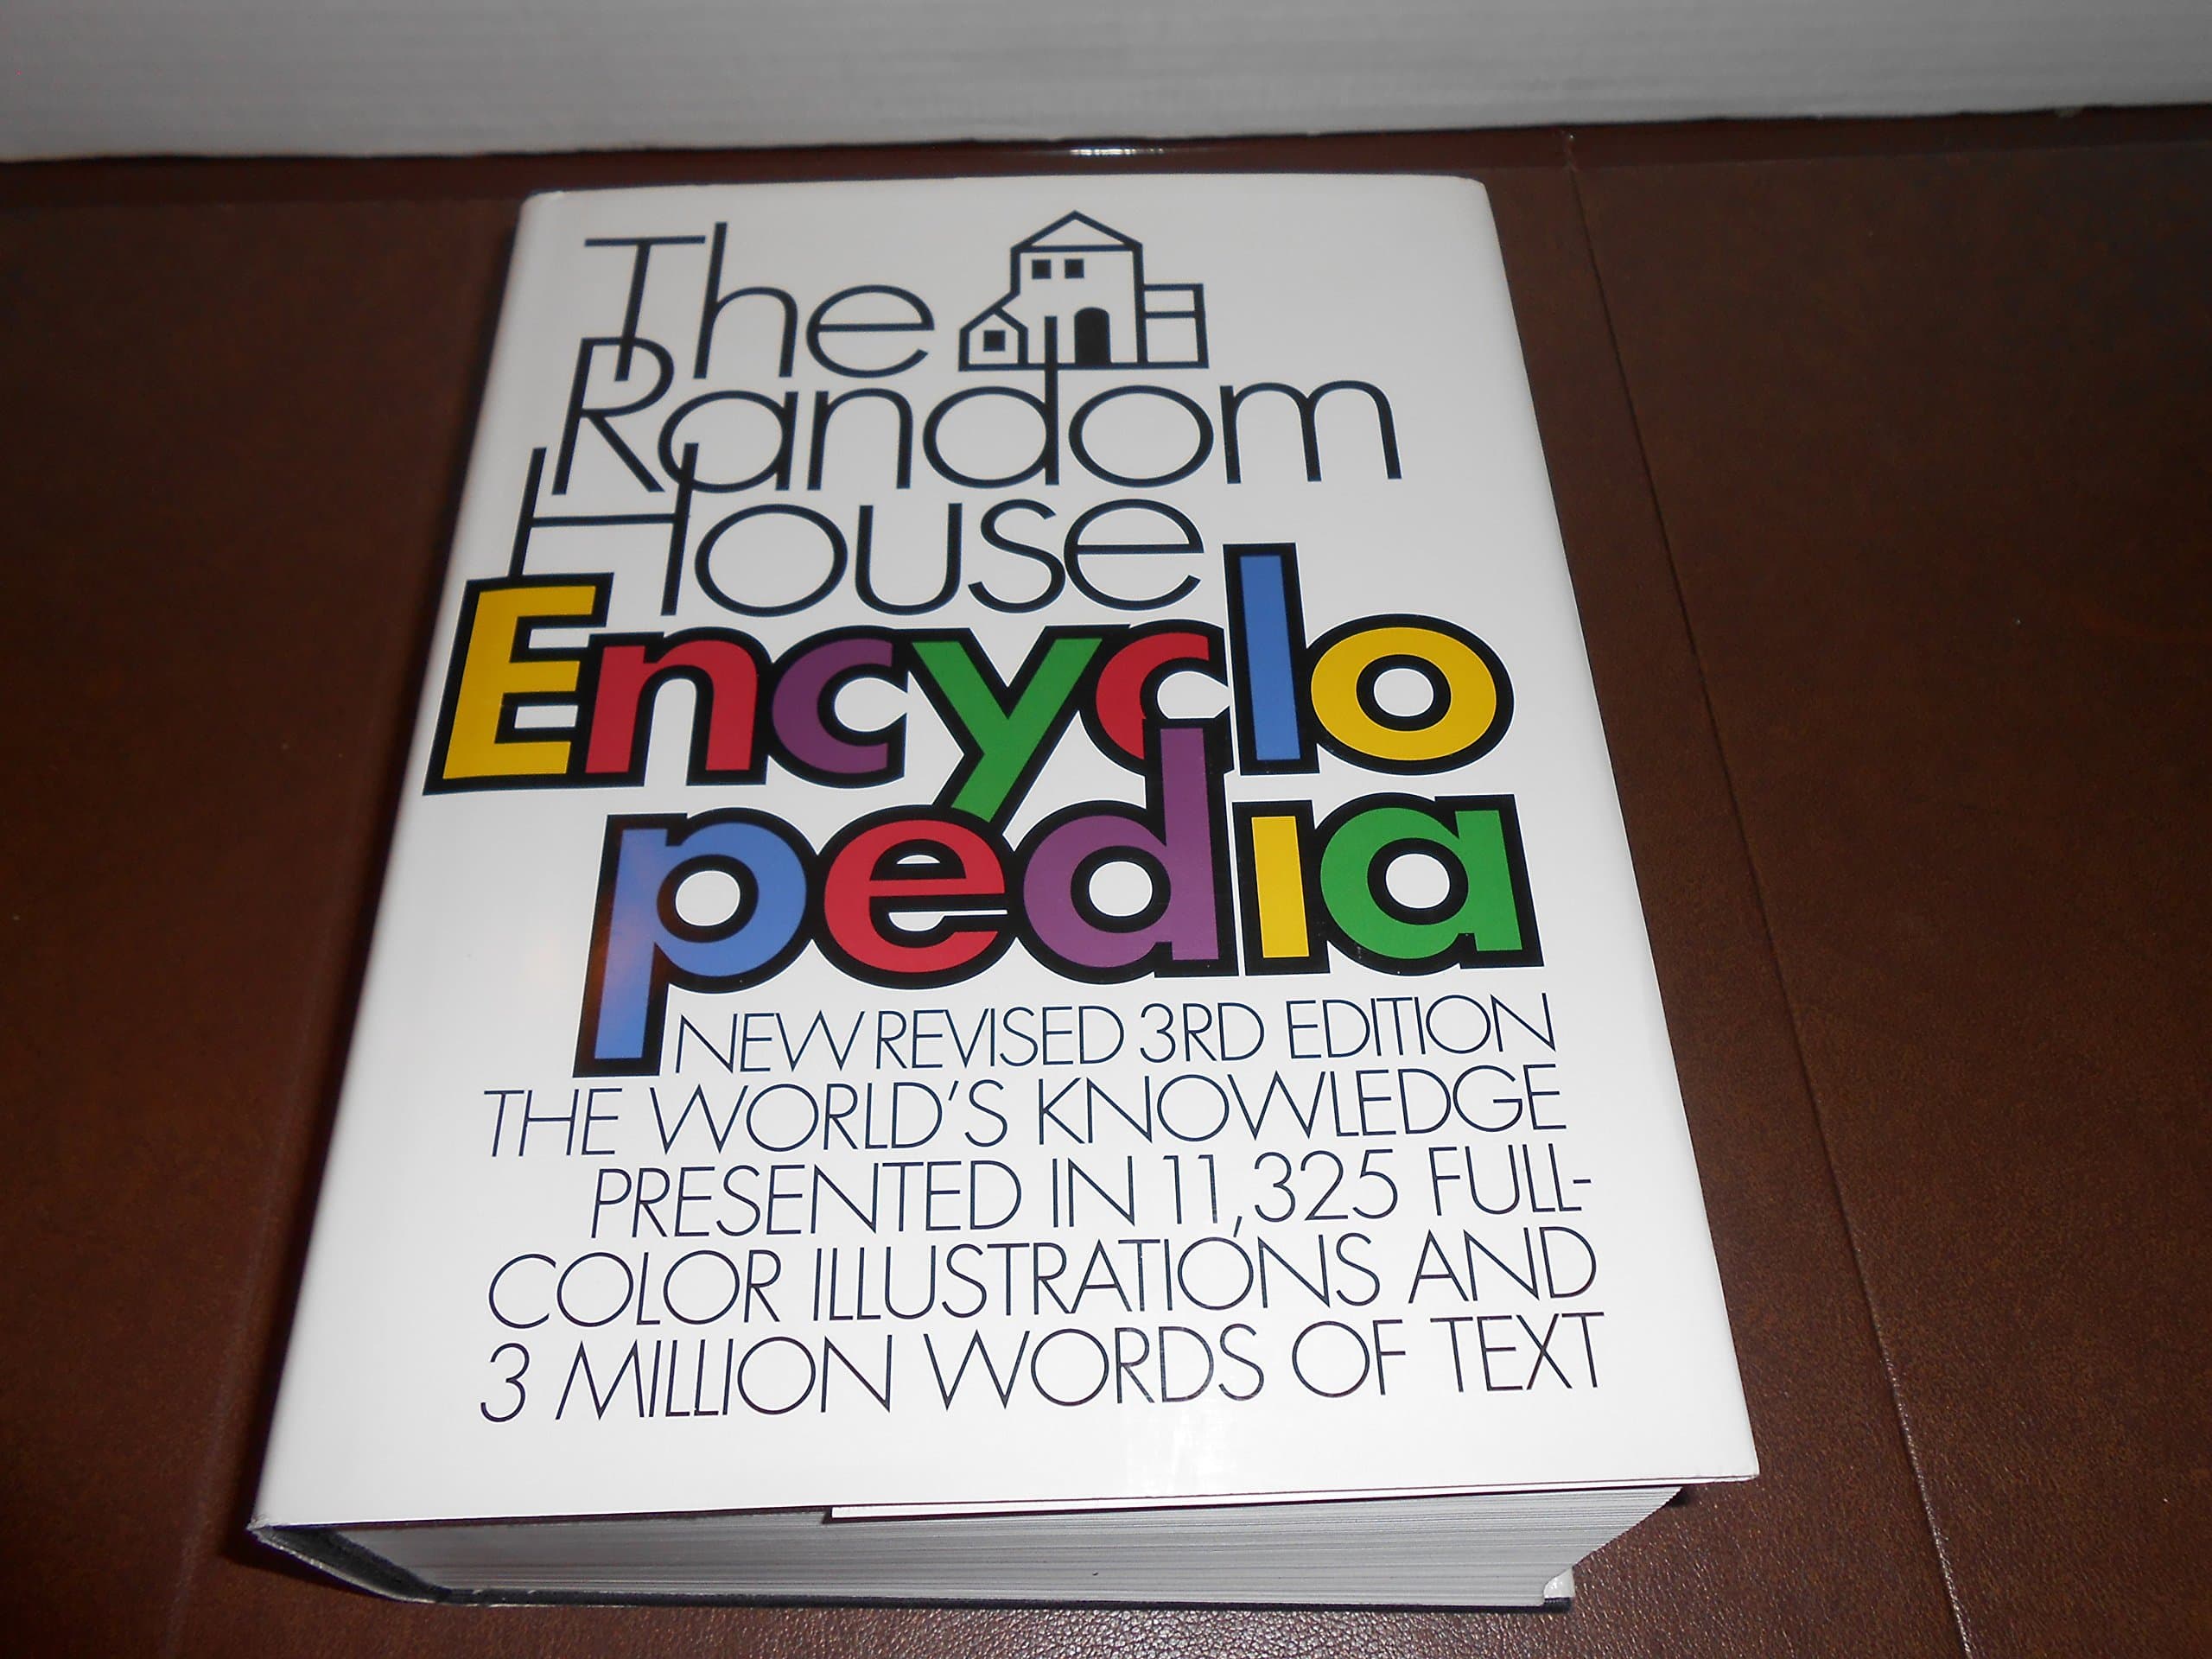 The
Random
House
Encyclo
pedia
NEW REVISED 3RD EDITION
THE WORLD'S KNOWLEDGE
PRESENTED IN 11,325 FULL-
COLOR ILLUSTRATIONS AND
3 MILLION WORDS OF TEXT